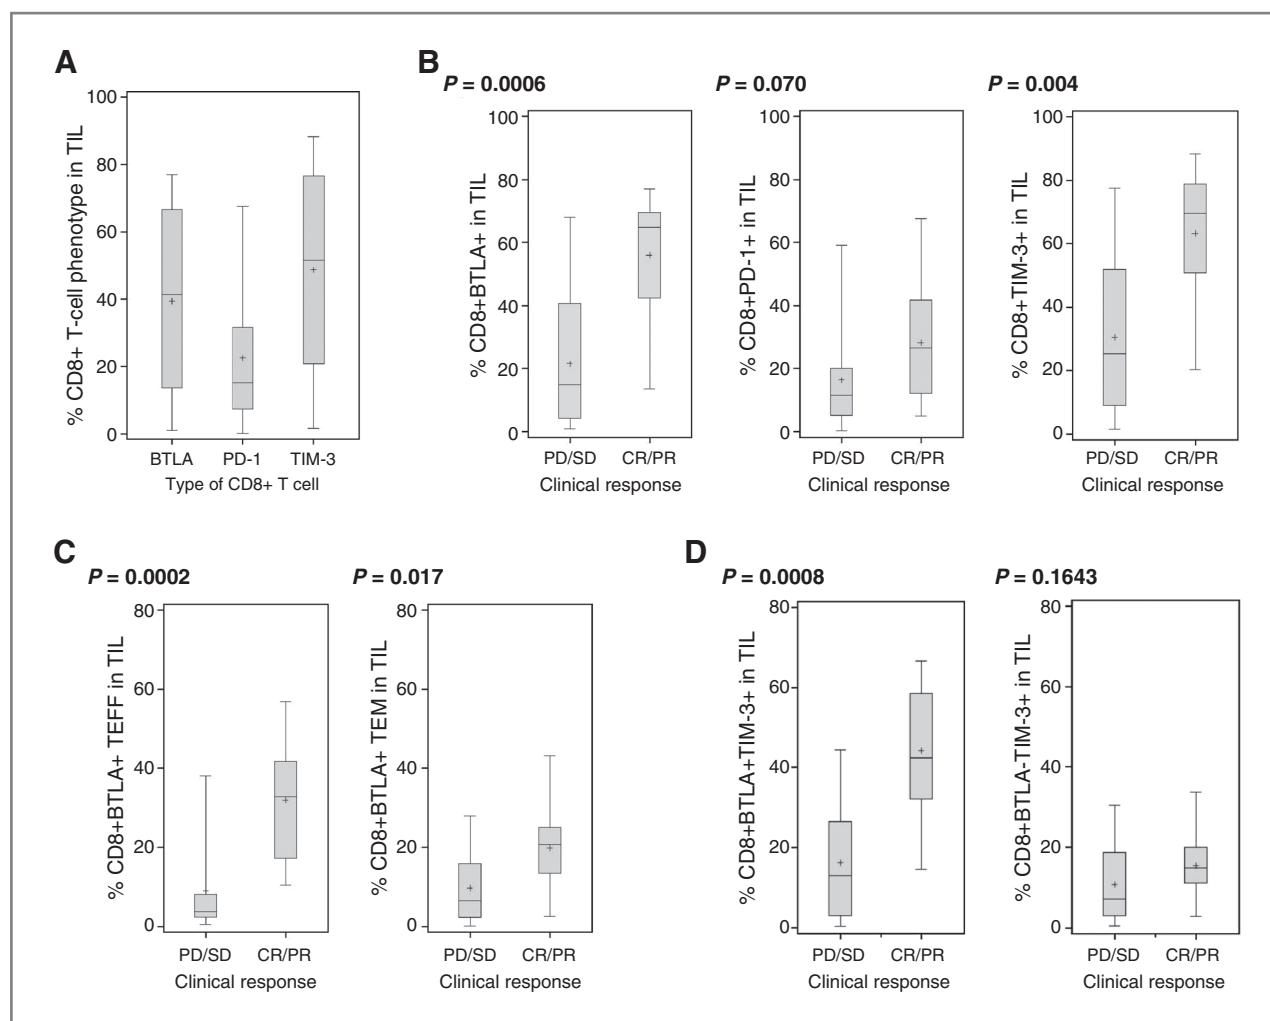 A
% CD8+ T-cell phenotype in TIL
100
80
60
40
20
0
BTLA PD-1 TIM-3
Type of CD8+ T cell
B
P = 0.0006
% CD8+BTLA+ in TIL
100
80
60
40
20
0
PD/SD CR/PR
Clinical response
P = 0.070
% CD8+PD-1+ in TIL
100
80
60
40
20
0
PD/SD CR/PR
Clinical response
P = 0.004
% CD8+TIM-3+ in TIL
100
80
60
40
20
0
PD/SD CR/PR
Clinical response
C
P = 0.0002
% CD8+BTLA+ TEFF in TIL
80
60
40
20
0
PD/SD CR/PR
Clinical response
P = 0.017
% CD8+BTLA+ TEM in TIL
80
60
40
20
0
PD/SD CR/PR
Clinical response
D
P = 0.0008
% CD8+BTLA+TIM-3+ in TIL
80
60
40
20
0
PD/SD CR/PR
Clinical response
P = 0.1643
% CD8+BTLA-TIM-3+ in TIL
80
60
40
20
0
PD/SD CR/PR
Clinical response